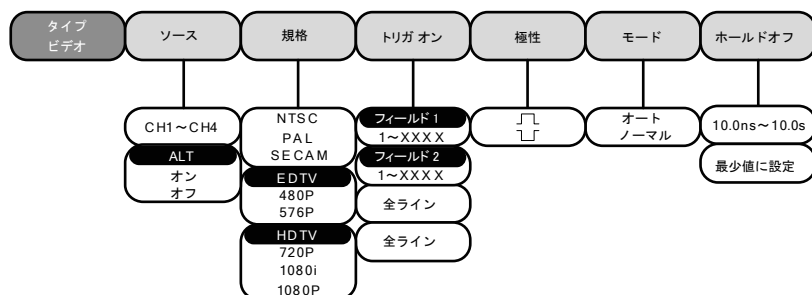 タイプ
ビデオ
ソース
規格
トリガ オン
極性
モード
ホールドオフ
CH1～CH4
ALT
オン
オフ
NTSC
PAL
SECAM
EDTV
480P
576P
HDTV
720P
1080i
1080P
フィールド 1
1～XXXX
フィールド 2
1～XXXX
全ライン
全ライン
オート
ノーマル
10.0ns～10.0s
最少値に設定